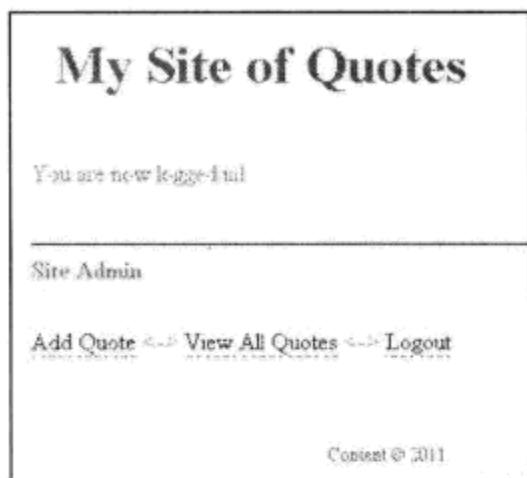 My Site of Quotes
You are now logged in!
Site Admin
Add Quote <--> View All Quotes <--> Logout
Content © 2011